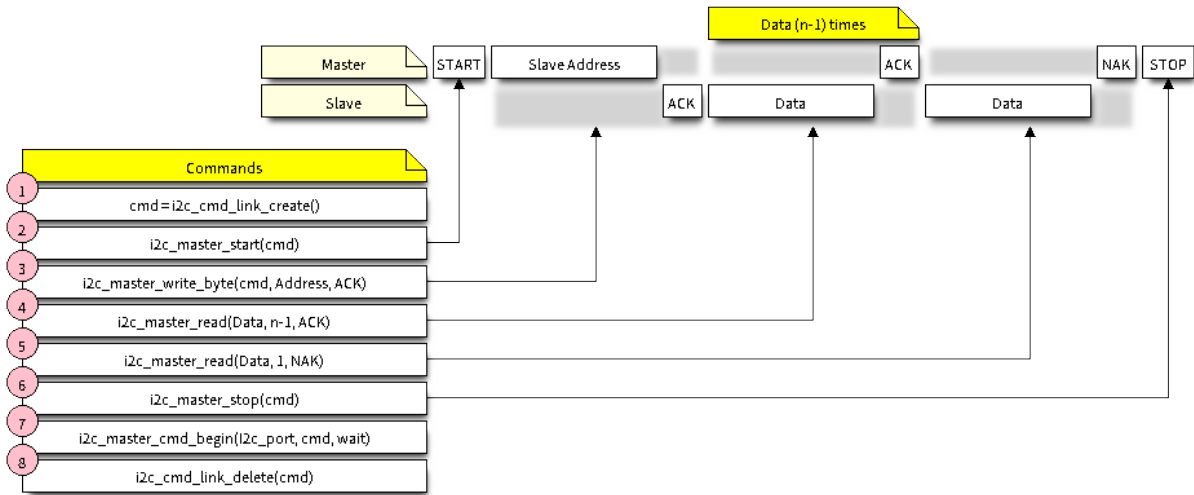 Data (n-1) times
Master START Slave Address ACK NAK STOP
Slave ACK Data Data
Commands
1 cmd=i2c_cmd_link_create()
2 i2c_master_start(cmd)
3 i2c_master_write_byte(cmd, Address, ACK)
4 i2c_master_read(Data, n-1, ACK)
5 i2c_master_read(Data, 1, NAK)
6 i2c_master_stop(cmd)
7 i2c_master_cmd_begin(I2c_port, cmd, wait)
8 i2c_cmd_link_delete(cmd)